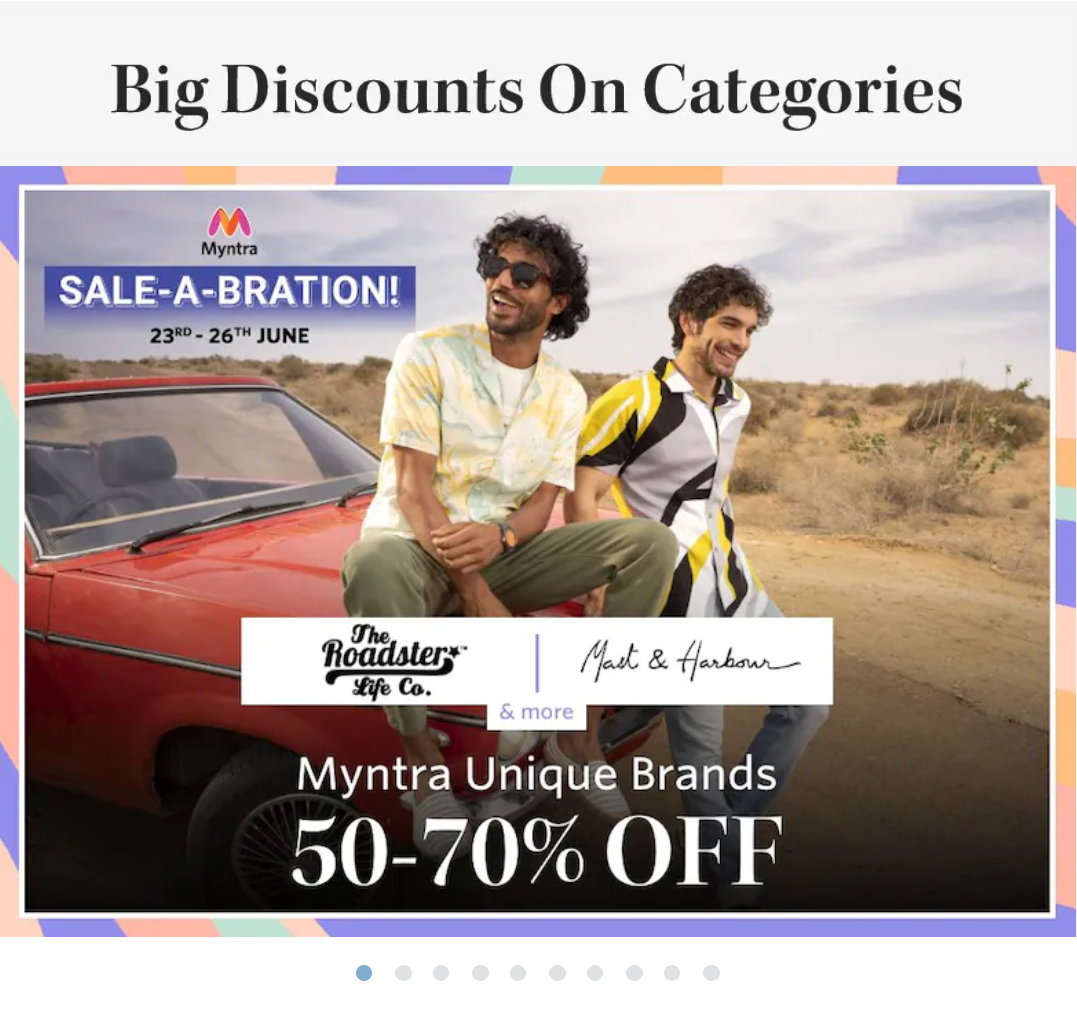 Big Discounts On Categories
Myntra
SALE-A-BRATION!
23RD - 26TH JUNE
The
Roadster™
Life Co.
Mast & Harbour
& more
Myntra Unique Brands
50-70% OFF